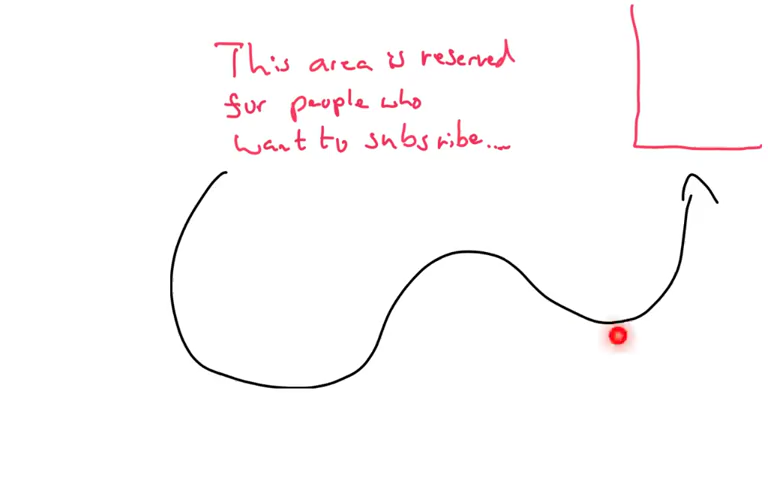 This area is reserved
for people who
want to subscribe...